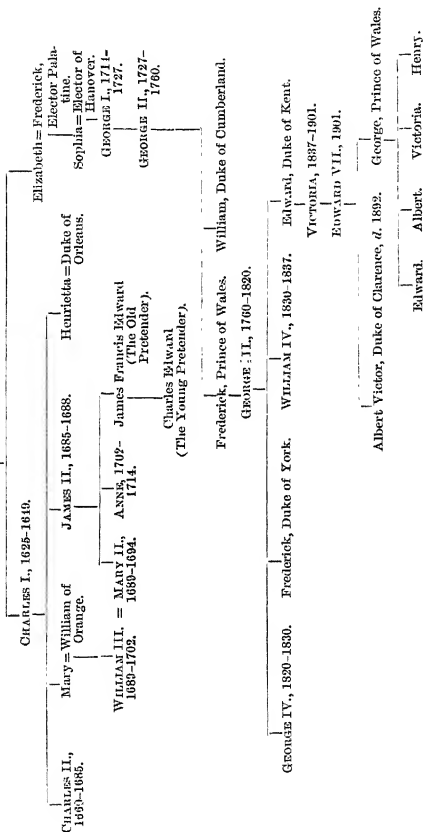 CHARLES I., 1625-1649.
Elizabeth = Frederick,
Elector Pala-
tine.
CHARLES II.,
1660-1685.
Mary = William of
Orange.
JAMES II., 1685-1688.
Henrietta = Duke of
Orleans.
Sophia = Elector of
Hanover.
WILLIAM III. = MARY II.,
1689-1702. 1689-1694.
ANNE, 1702-
1714.
James Francis Edward
(The Old
Pretender).
GEORGE I., 1714-
1727.
Charles Edward
(The Young Pretender).
GEORGE II., 1727-
1760.
Frederick, Prince of Wales.
William, Duke of Cumberland.
GEORGE III., 1760-1820.
GEORGE IV., 1820-1830.
Frederick, Duke of York.
WILLIAM IV., 1830-1837.
Edward, Duke of Kent.
VICTORIA, 1837-1901.
EDWARD VII., 1901.
Albert Victor, Duke of Clarence, d. 1892.
George, Prince of Wales.
Edward.
Albert.
Victoria.
Henry.